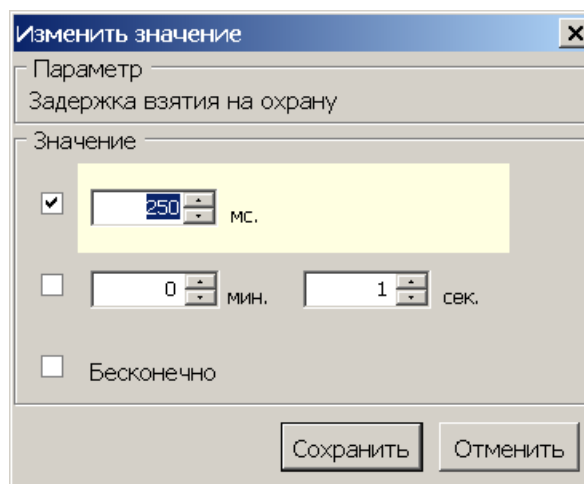 Изменить значение
Параметр
Задержка взятия на охрану
Значение
250 мс.
0 мин. 1 сек.
Бесконечно
Сохранить Отменить